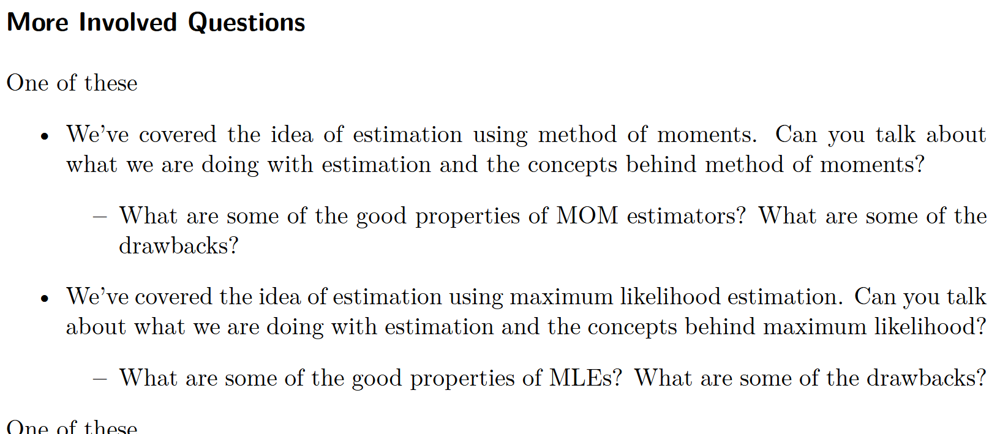 More Involved Questions
One of these
• We've covered the idea of estimation using method of moments. Can you talk about
what we are doing with estimation and the concepts behind method of moments?
– What are some of the good properties of MOM estimators? What are some of the
drawbacks?
• We've covered the idea of estimation using maximum likelihood estimation. Can you talk
about what we are doing with estimation and the concepts behind maximum likelihood?
– What are some of the good properties of MLEs? What are some of the drawbacks?
One of these